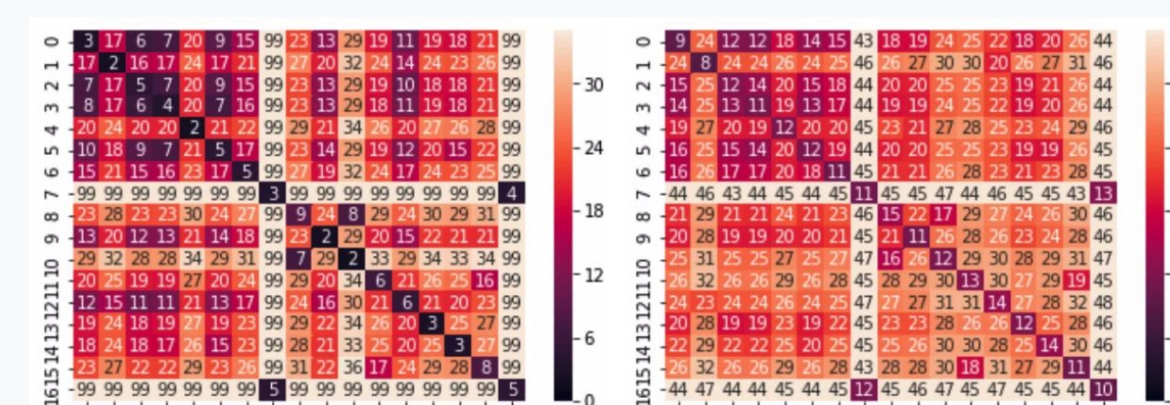 0 3 17 6 7 20 9 15 99 23 13 29 19 11 19 18 21 99
1 17 2 16 17 24 17 21 99 27 20 32 24 14 24 23 26 99
2 7 17 5 7 20 9 15 99 23 13 29 19 10 18 18 21 99
3 8 17 6 4 20 7 16 99 23 13 29 18 11 19 18 21 99
4 20 24 20 20 2 21 22 99 29 21 34 26 20 27 26 28 99
5 10 18 9 7 21 5 17 99 23 14 29 19 12 20 15 22 99
6 15 21 15 16 23 17 5 99 27 19 32 24 17 24 23 25 99
7 99 99 99 99 99 99 99 3 99 99 99 99 99 99 99 99 4
8 23 28 23 23 30 24 27 99 9 24 8 29 24 30 29 31 99
9 13 20 12 13 21 14 18 99 23 2 29 20 15 22 21 21 99
10 29 32 28 28 34 29 31 99 7 29 2 33 29 34 33 34 99
11 20 25 19 19 27 20 24 99 29 20 34 6 21 26 25 16 99
12 12 15 11 11 21 13 17 99 24 16 30 21 6 21 20 23 99
13 19 24 18 19 27 19 23 99 29 22 34 26 20 3 25 27 99
14 18 24 18 17 26 15 23 99 28 21 33 25 20 25 3 27 99
15 23 27 22 22 29 23 26 99 31 22 36 17 24 29 28 8 99
16 99 99 99 99 99 99 99 5 99 99 99 99 99 99 99 99 5
30
24
18
12
6
0
0 9 24 12 12 18 14 15 43 18 19 24 25 22 18 20 26 44
1 24 8 24 24 26 24 25 46 26 27 30 30 20 26 27 31 46
2 15 25 12 14 20 15 18 44 19 20 25 25 23 19 21 26 44
3 14 25 13 11 19 13 17 44 19 19 24 25 22 19 20 26 44
4 19 27 20 19 12 20 20 45 23 21 27 28 25 23 24 29 46
5 16 25 15 14 20 12 19 44 20 20 25 25 23 19 19 26 45
6 16 26 17 17 20 18 11 45 21 21 26 28 23 21 23 28 45
7 44 46 43 44 45 44 45 11 45 45 47 44 46 45 45 43 13
8 21 29 21 21 24 21 23 46 15 22 17 29 27 24 26 30 46
9 20 28 19 19 20 20 21 45 21 11 26 28 26 23 24 28 46
10 25 31 25 25 27 25 27 47 16 26 12 29 30 28 29 31 47
11 26 32 26 26 29 26 28 45 28 29 30 13 30 27 29 19 45
12 24 23 24 24 26 24 25 47 27 27 31 31 14 27 28 32 48
13 20 28 19 19 23 19 22 45 23 23 28 26 26 12 25 28 46
14 22 29 22 21 25 20 25 45 25 25 30 30 28 25 14 30 46
15 26 32 26 26 29 26 28 43 28 28 30 18 31 27 29 11 44
16 44 47 44 44 45 44 45 12 46 45 47 45 47 45 45 44 10